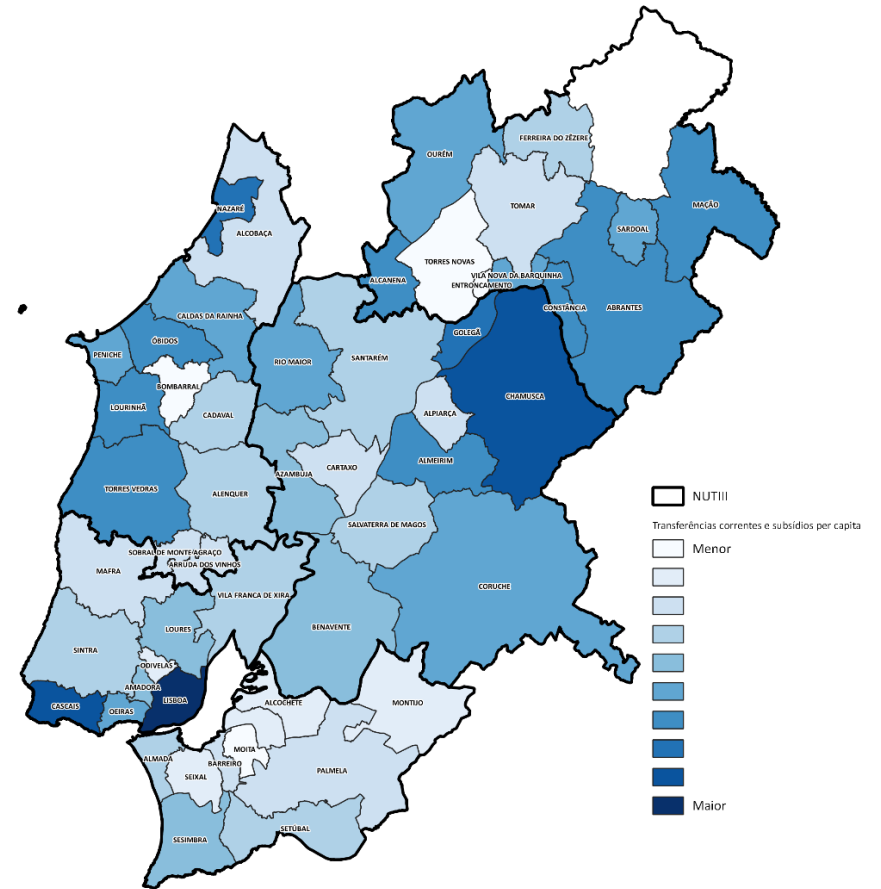 FERREIRA DO ZÊZERE
OURÉM
TOMAR
MAÇÃO
NAZARÉ
SARDOAL
ALCOBAÇA
TORRES NOVAS
VILA NOVA DA BARQUINHA
ALCANENA
ENTRONCAMENTO
CONSTÂNCIA
ABRANTES
CALDAS DA RAINHA
GOLEGÃ
ÓBIDOS
PENICHE
SANTARÉM
RIO MAIOR
BOMBARRAL
CHAMUSCA
LOURINHÃ
CADAVAL
ALPIARÇA
ALMEIRIM
CARTAXO
AZAMBUJA
TORRES VEDRAS
ALENQUER
NUTIII
SALVATERRA DE MAGOS
Transferências correntes e subsídios per capita
Menor
SOBRAL DE MONTE AGRAÇO
ARRUDA DOS VINHOS
MAFRA
CORUCHE
VILA FRANCA DE XIRA
LOURES
BENAVENTE
SINTRA
ODIVELAS
AMADORA
LISBOA
ALCOCHETE
MONTIJO
CASCAIS
OEIRAS
MOITA
ALMADA
BARREIRO
PALMELA
SEIXAL
Maior
SETÚBAL
SESIMBRA